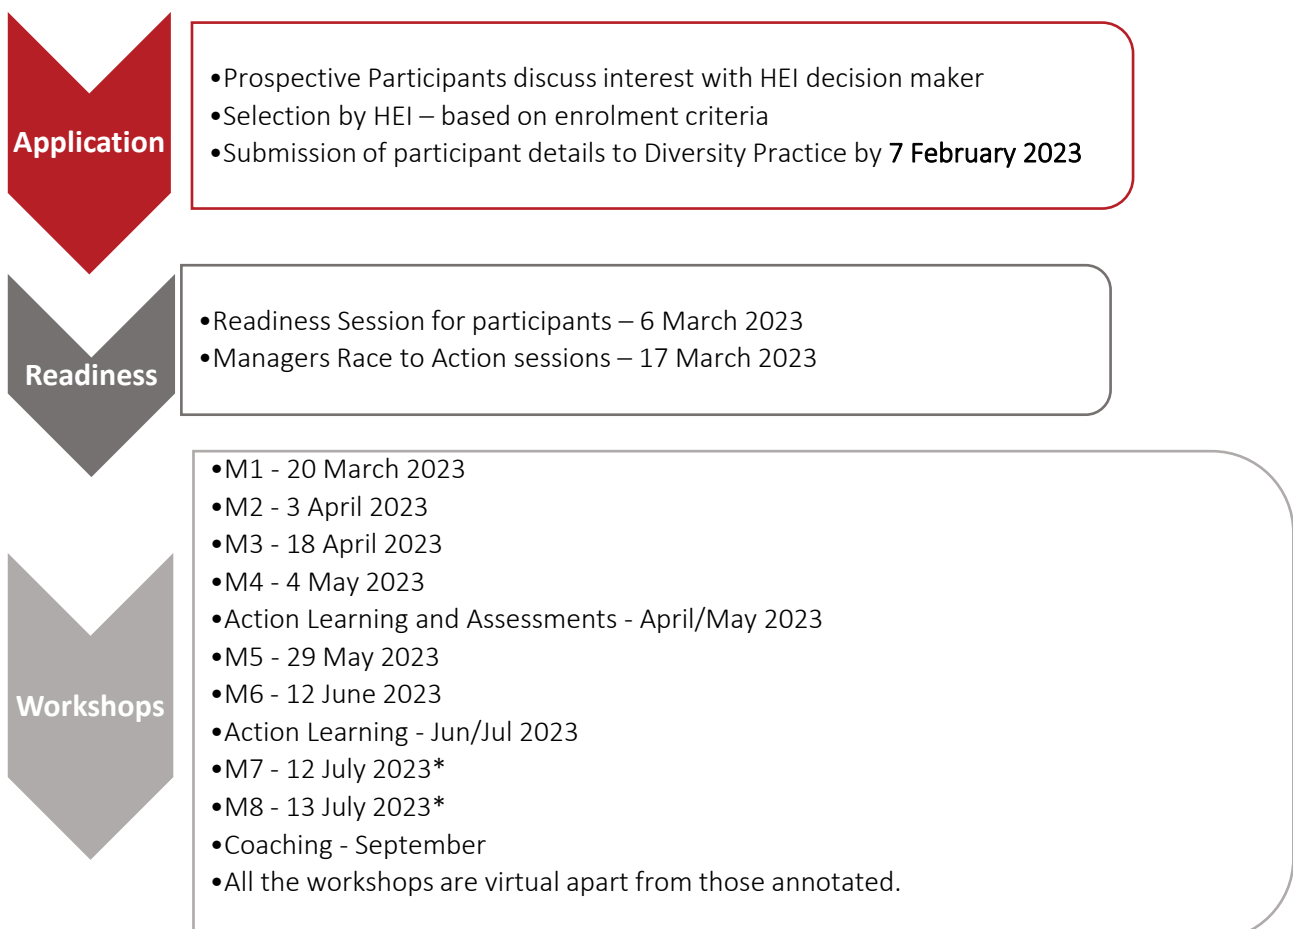 Application
•Prospective Participants discuss interest with HEI decision maker
•Selection by HEI – based on enrolment criteria
•Submission of participant details to Diversity Practice by 7 February 2023
Readiness
•Readiness Session for participants – 6 March 2023
•Managers Race to Action sessions – 17 March 2023
Workshops
•M1 - 20 March 2023
•M2 - 3 April 2023
•M3 - 18 April 2023
•M4 - 4 May 2023
•Action Learning and Assessments - April/May 2023
•M5 - 29 May 2023
•M6 - 12 June 2023
•Action Learning - Jun/Jul 2023
•M7 - 12 July 2023*
•M8 - 13 July 2023*
•Coaching - September
•All the workshops are virtual apart from those annotated.